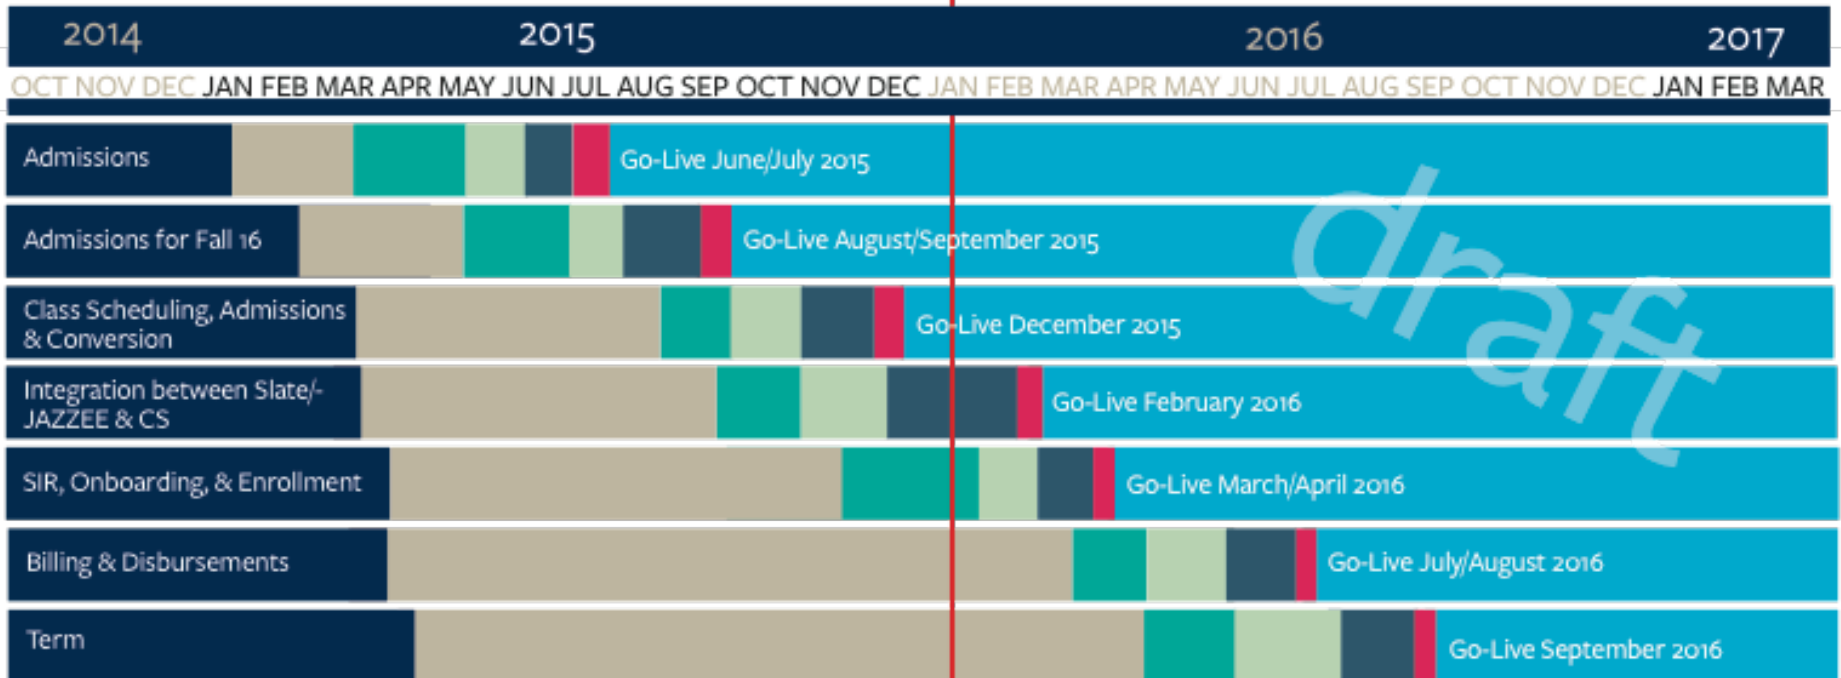 2014 2015 2016 2017
OCT NOV DEC JAN FEB MAR APR MAY JUN JUL AUG SEP OCT NOV DEC JAN FEB MAR APR MAY JUN JUL AUG SEP OCT NOV DEC JAN FEB MAR
Admissions Go-Live June/July 2015
Admissions for Fall 16 Go-Live August/September 2015
Class Scheduling, Admissions
& Conversion Go-Live December 2015
Integration between Slate/-
JAZZEE & CS Go-Live February 2016
SIR, Onboarding, & Enrollment Go-Live March/April 2016
Billing & Disbursements Go-Live July/August 2016
Term Go-Live September 2016
draft